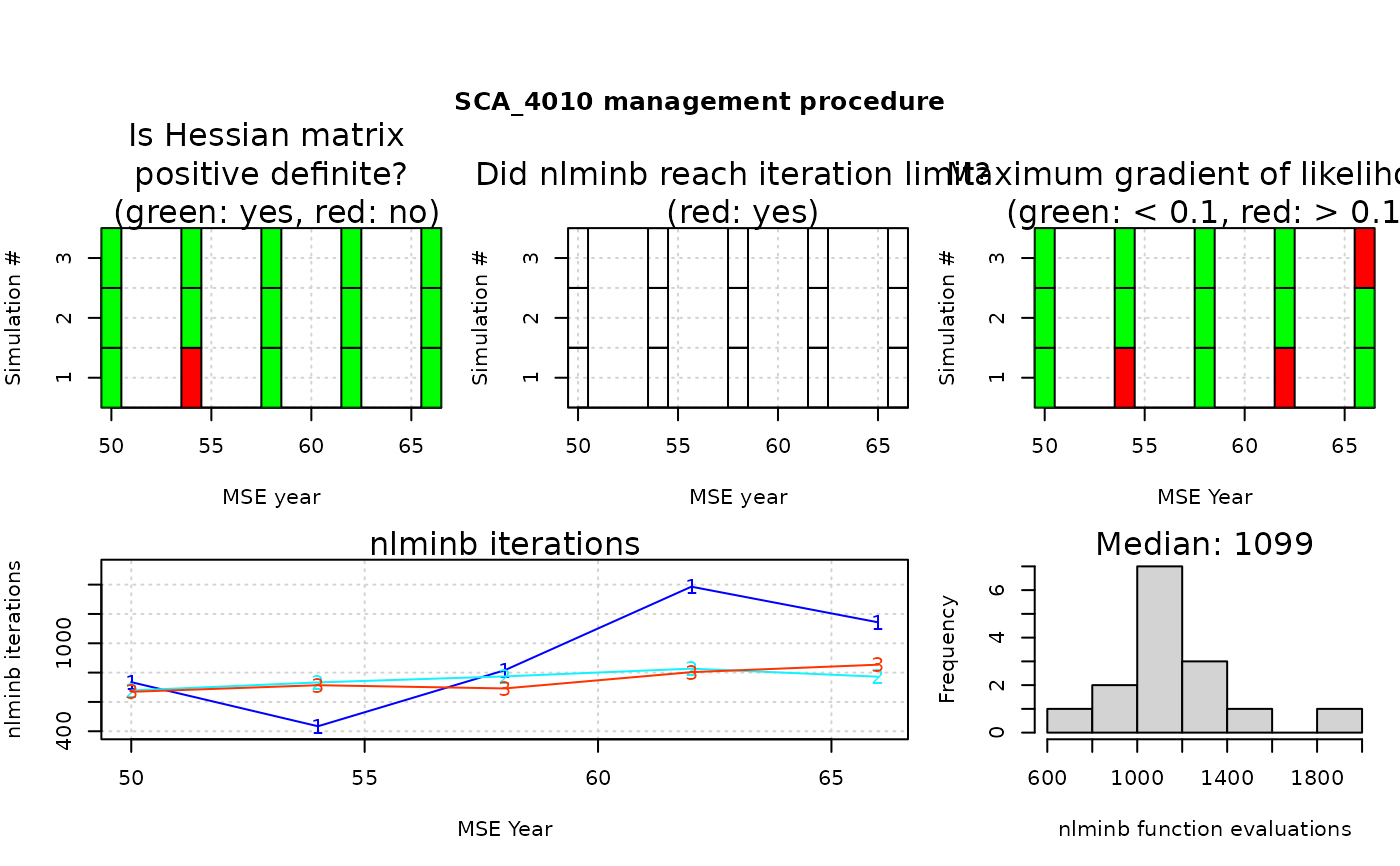 SCA_4010 management procedure
Is Hessian matrix
positive definite?
(green: yes, red: no)
Simulation #
3
2
1
50 55 60 65
MSE year
Did nlminb reach iteration limit?
(red: yes)
Simulation #
3
2
1
50 55 60 65
MSE year
Maximum gradient of likeliho
(green: < 0.1, red: > 0.1
Simulation #
3
2
1
50 55 60 65
MSE Year
nlminb iterations
nlminb iterations
1000
400
1 1 1 1 1
2 2 2 2 2
3 3 3 3 3
50 55 60 65
MSE Year
Median: 1099
Frequency
6
4
2
0
600 1000 1400 1800
nlminb function evaluations